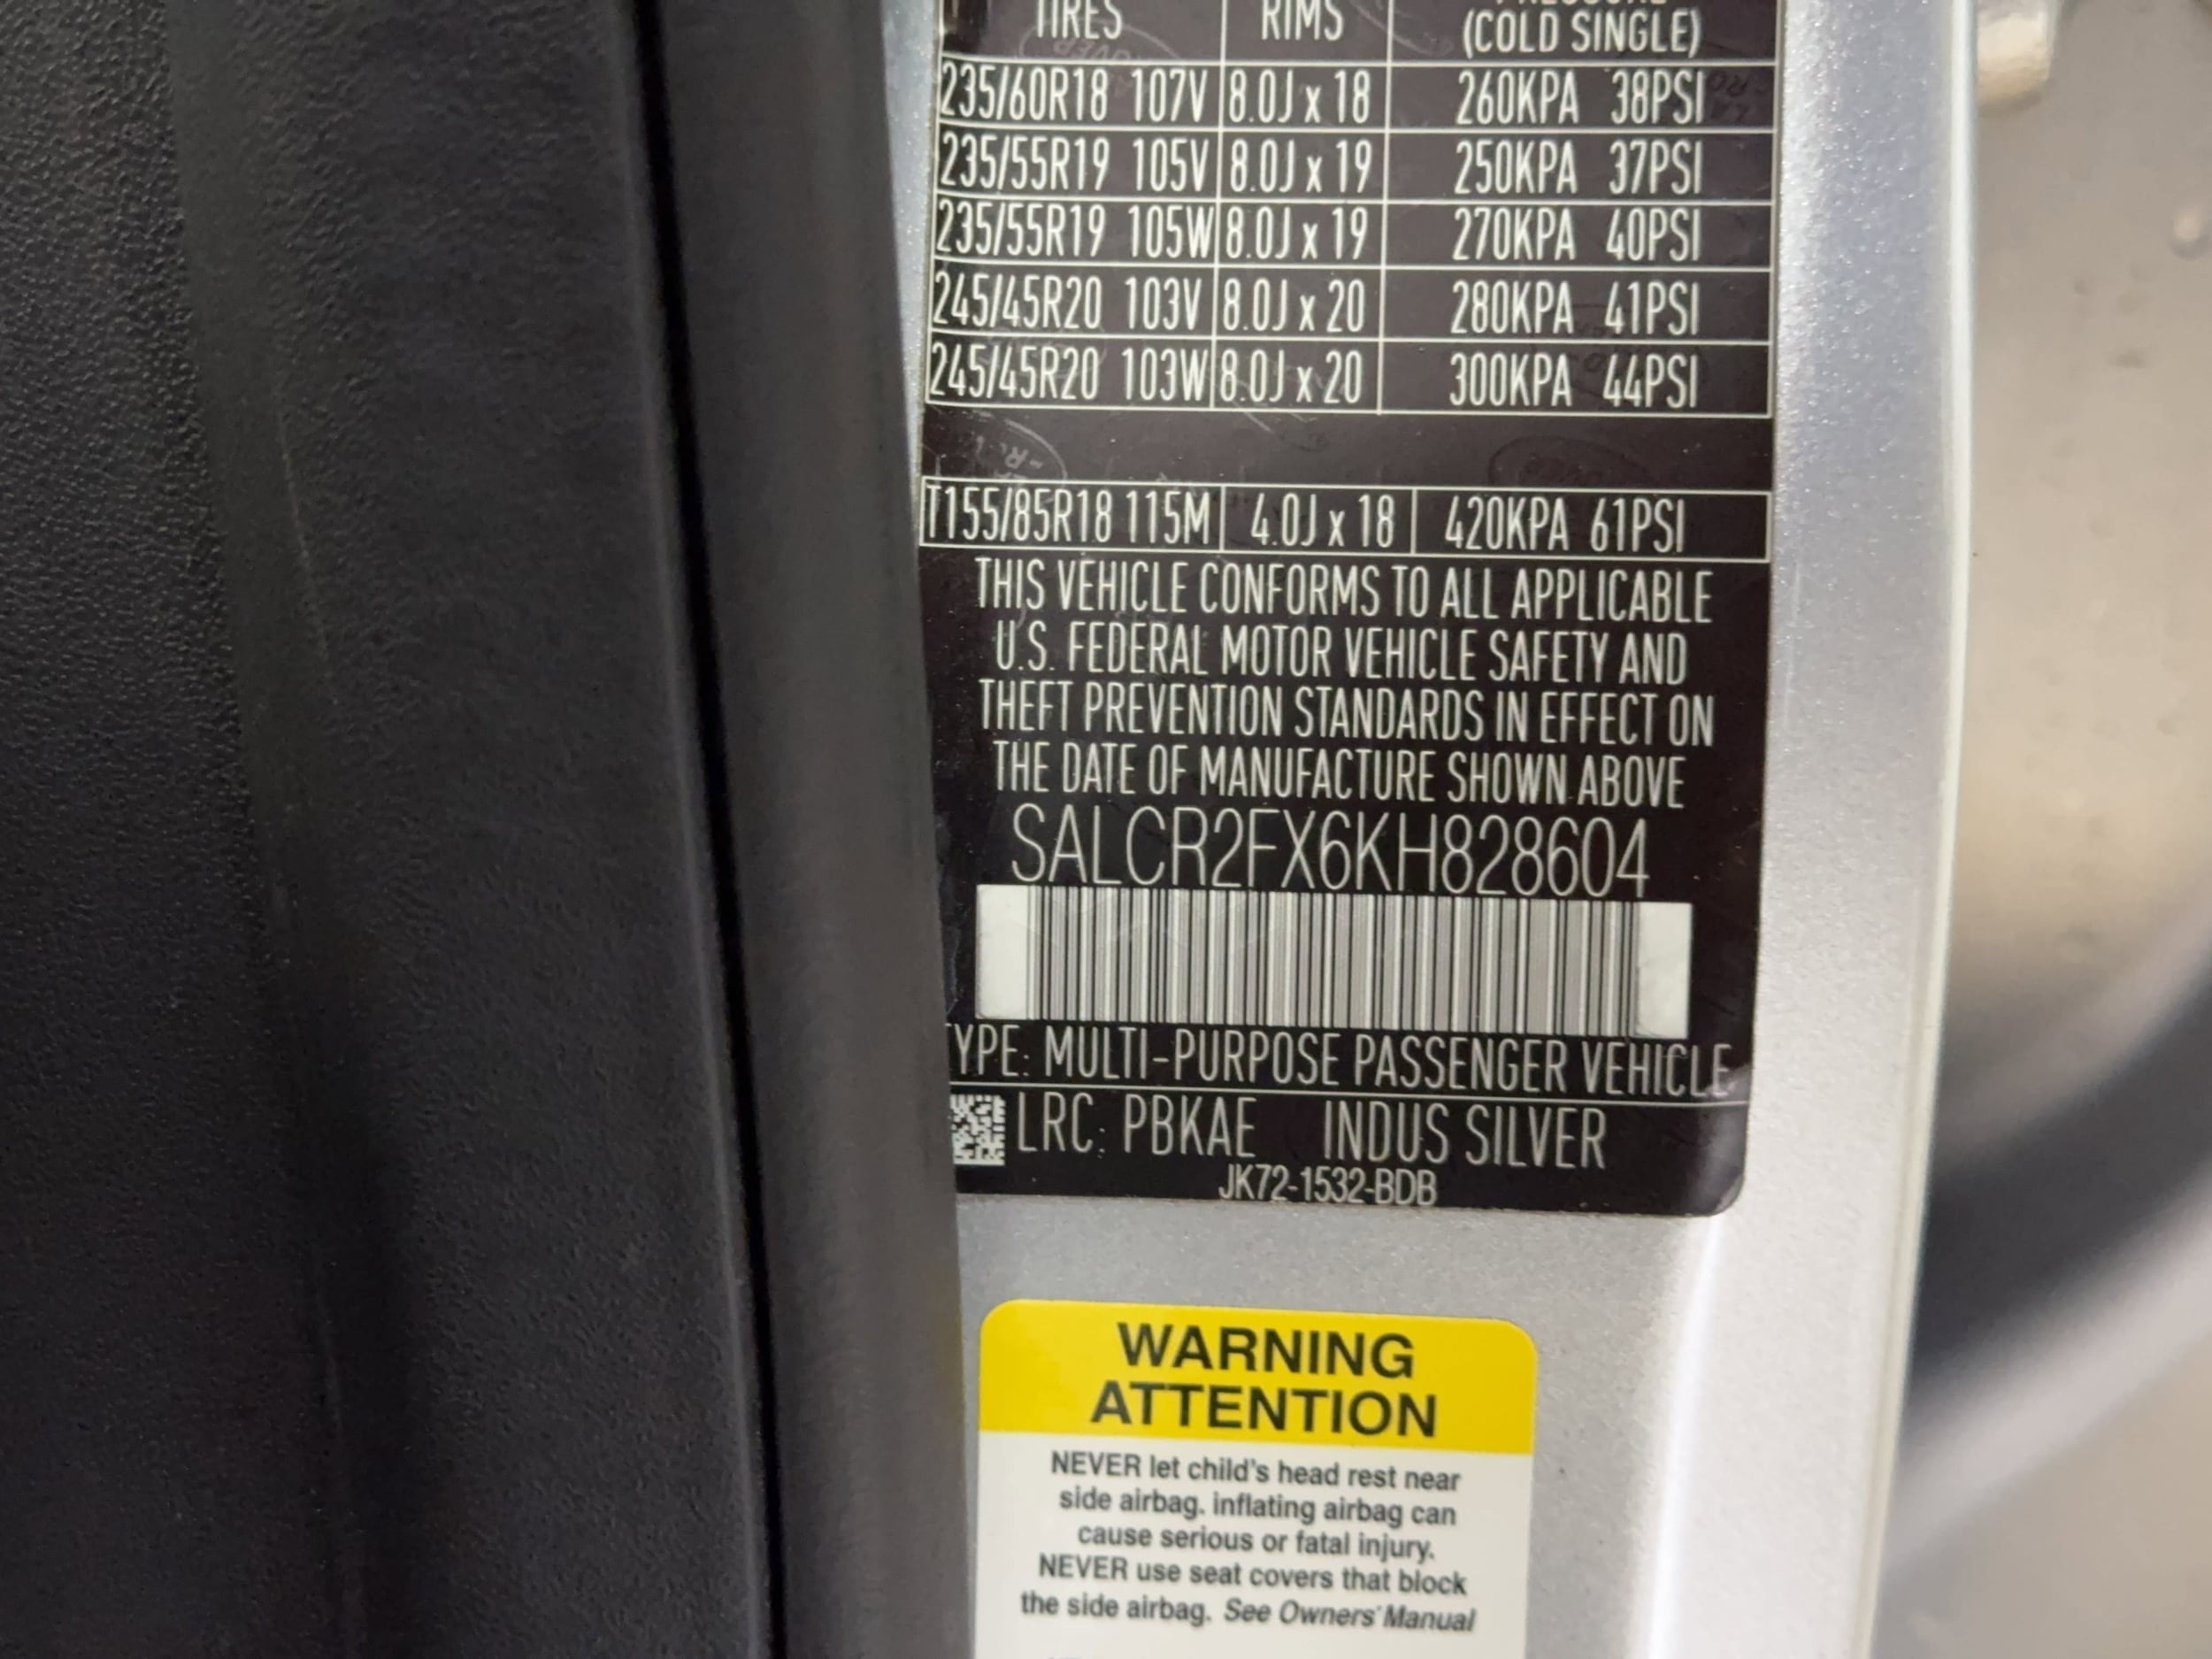 TIRES RIMS PRESSURE
(COLD SINGLE)
235/60R18 107V 8.0J x 18 260KPA 38PSI
235/55R19 105V 8.0J x 19 250KPA 37PSI
235/55R19 105W 8.0J x 19 270KPA 40PSI
245/45R20 103V 8.0J x 20 280KPA 41PSI
245/45R20 103W 8.0J x 20 300KPA 44PSI
T155/85R18 115M 4.0J x 18 420KPA 61PSI
THIS VEHICLE CONFORMS TO ALL APPLICABLE
U.S. FEDERAL MOTOR VEHICLE SAFETY AND
THEFT PREVENTION STANDARDS IN EFFECT ON
THE DATE OF MANUFACTURE SHOWN ABOVE
SALCR2FX6KH828604
TYPE: MULTI-PURPOSE PASSENGER VEHICLE
LRC: PBKAE INDUS SILVER
JK72-1532-BDB
WARNING
ATTENTION
NEVER let child's head rest near
side airbag. inflating airbag can
cause serious or fatal injury.
NEVER use seat covers that block
the side airbag. See Owners' Manual